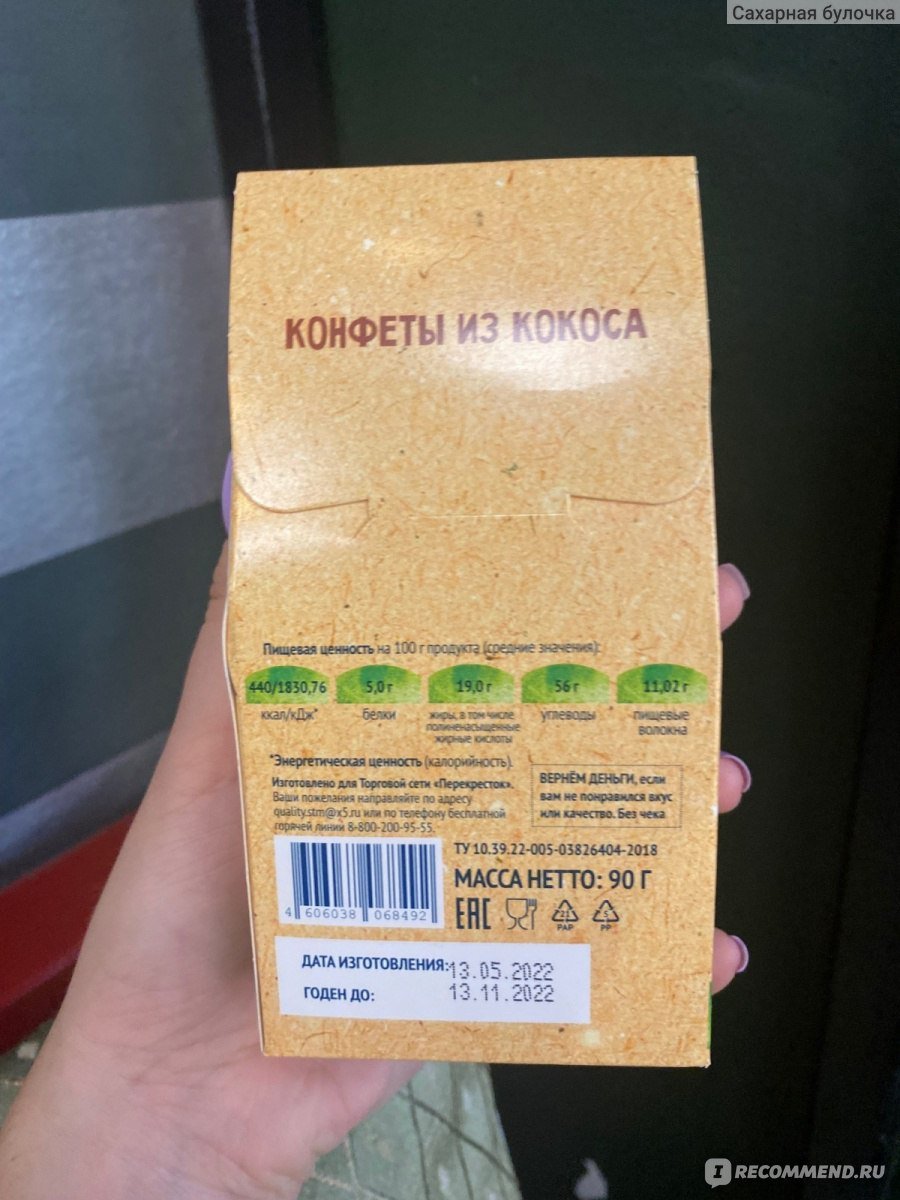 Сахарная булочка
КОНФЕТЫ ИЗ КОКОСА
Пищевая ценность на 100 г продукта (средние значения):
440/1830,76 5,0 г 19,0 г 56 г 11,02 г
ккал/кДж* белки жиры, в том числе полиненасыщенные жирные кислоты углеводы пищевые волокна
*Энергетическая ценность (калорийность).
Изготовлено для Торговой сети «Перекресток».
Ваши пожелания направляйте по адресу
quality.stm@x5.ru или по телефону бесплатной
горячей линии 8-800-200-95-55.
ВЕРНЁМ ДЕНЬГИ, если
вам не понравился вкус
или качество. Без чека
ТУ 10.39.22-005-03826404-2018
МАССА НЕТТО: 90 Г
EAC
21
PAP
5
PP
4 606038 068492
ДАТА ИЗГОТОВЛЕНИЯ: 13.05.2022
ГОДЕН ДО: 13.11.2022
IRECOMMEND.RU